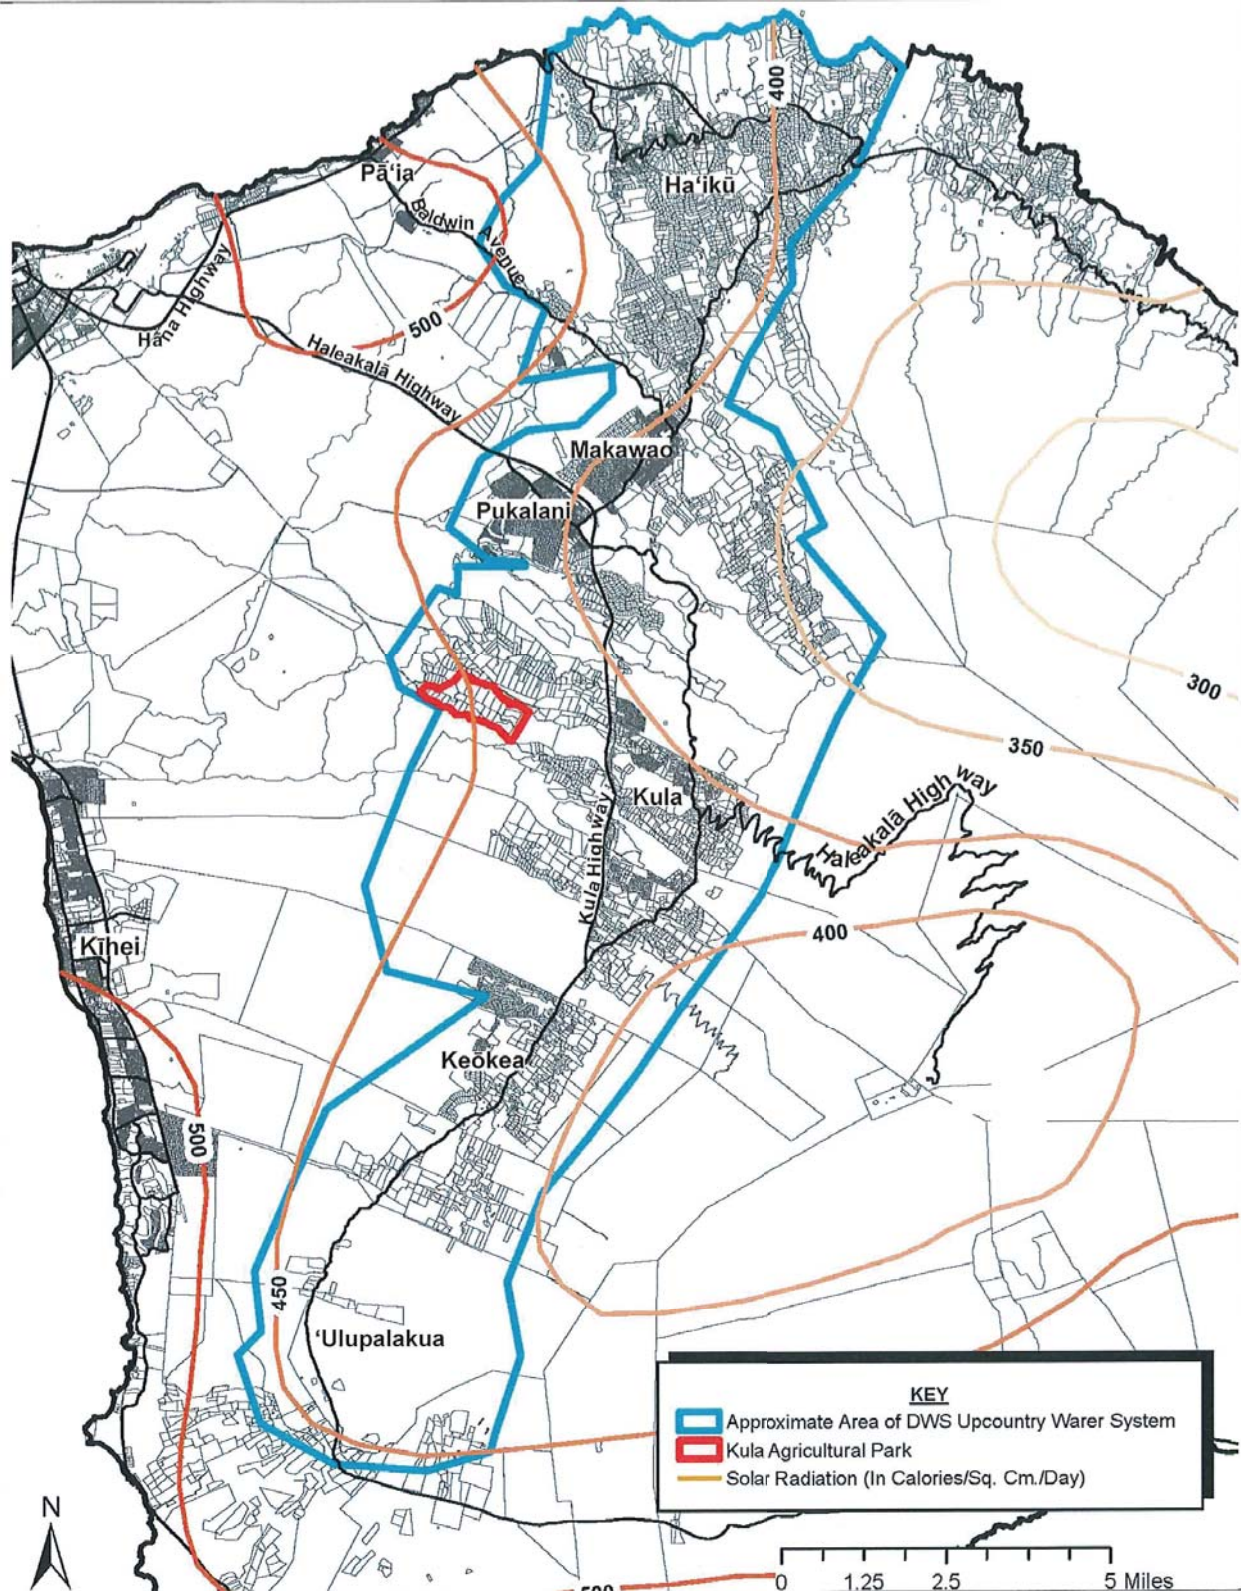 400
Pā‘ia
Ha‘ikū
Baldwin Avenue
Hāna Highway
500
Haleakalā Highway
Makawao
Pukalani
300
350
Kula
Haleakalā High way
Kula Highway
400
Kīhei
Keōkea
500
450
‘Ulupalakua
KEY
Approximate Area of DWS Upcountry Warer System
Kula Agricultural Park
Solar Radiation (In Calories/Sq. Cm./Day)
N
0 1.25 2.5 5 Miles